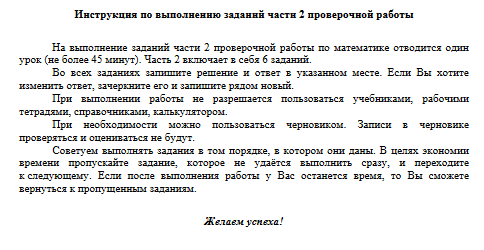 Инструкция по выполнению заданий части 2 проверочной работы
На выполнение заданий части 2 проверочной работы по математике отводится один
урок (не более 45 минут). Часть 2 включает в себя 6 заданий.
Во всех заданиях запишите решение и ответ в указанном месте. Если Вы хотите
изменить ответ, зачеркните его и запишите рядом новый.
При выполнении работы не разрешается пользоваться учебниками, рабочими
тетрадями, справочниками, калькулятором.
При необходимости можно пользоваться черновиком. Записи в черновике
проверяться и оцениваться не будут.
Советуем выполнять задания в том порядке, в котором они даны. В целях экономии
времени пропускайте задание, которое не удаётся выполнить сразу, и переходите
к следующему. Если после выполнения работы у Вас останется время, то Вы сможете
вернуться к пропущенным заданиям.
Желаем успеха!